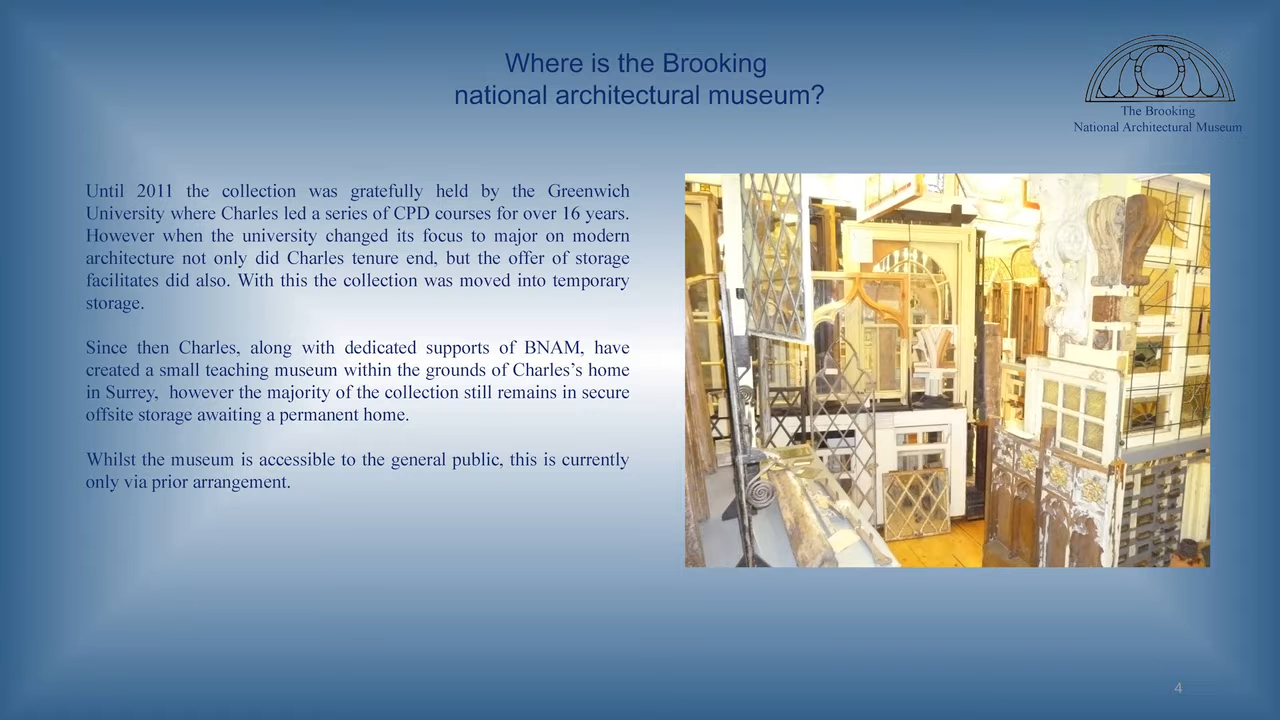 Where is the Brooking
national architectural museum?
The Brooking
National Architectural Museum
Until 2011 the collection was gratefully held by the Greenwich
University where Charles led a series of CPD courses for over 16 years.
However when the university changed its focus to major on modern
architecture not only did Charles tenure end, but the offer of storage
facilitates did also. With this the collection was moved into temporary
storage.
Since then Charles, along with dedicated supports of BNAM, have
created a small teaching museum within the grounds of Charles’s home
in Surrey, however the majority of the collection still remains in secure
offsite storage awaiting a permanent home.
Whilst the museum is accessible to the general public, this is currently
only via prior arrangement.
4